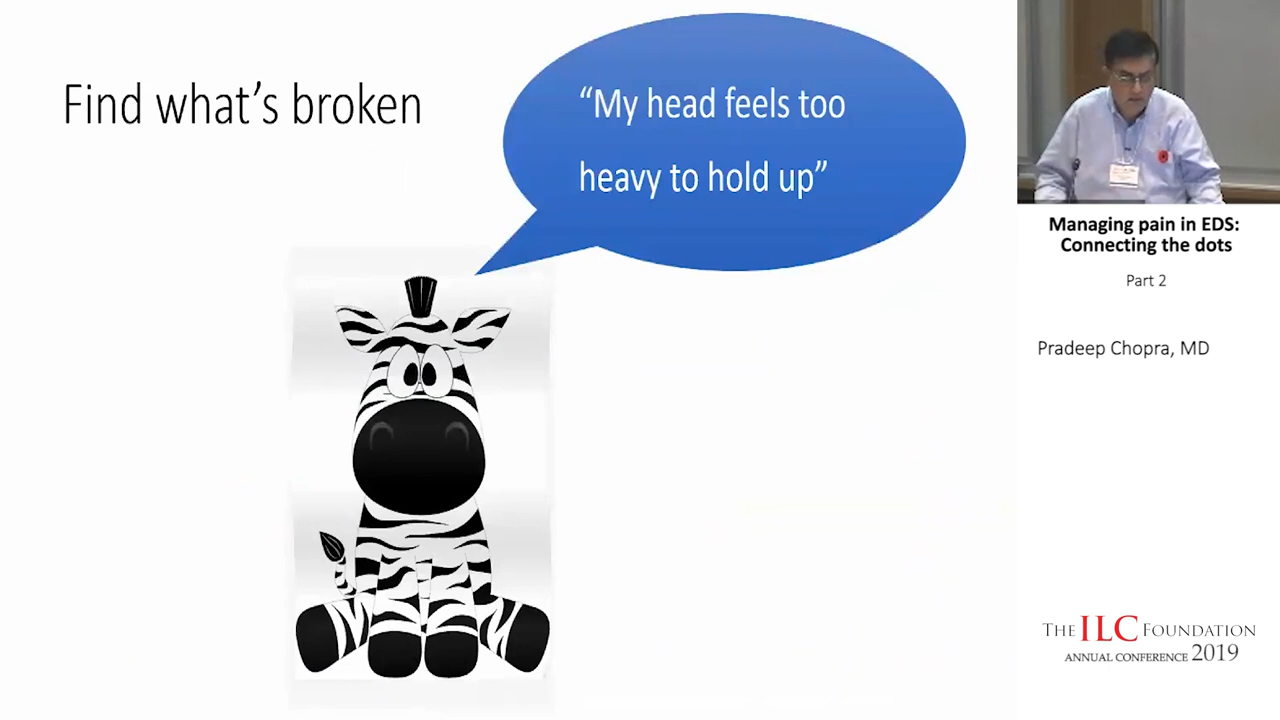 Find what’s broken
“My head feels too
heavy to hold up”
Managing pain in EDS:
Connecting the dots
Part 2
Pradeep Chopra, MD
THE ILC FOUNDATION
ANNUAL CONFERENCE 2019